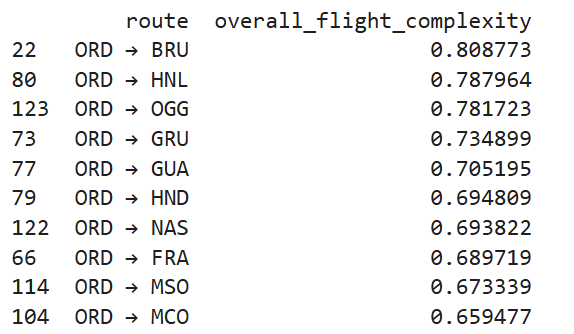 route overall_flight_complexity
22 ORD → BRU 0.808773
80 ORD → HNL 0.787964
123 ORD → OGG 0.781723
73 ORD → GRU 0.734899
77 ORD → GUA 0.705195
79 ORD → HND 0.694809
122 ORD → NAS 0.693822
66 ORD → FRA 0.689719
114 ORD → MSO 0.673339
104 ORD → MCO 0.659477